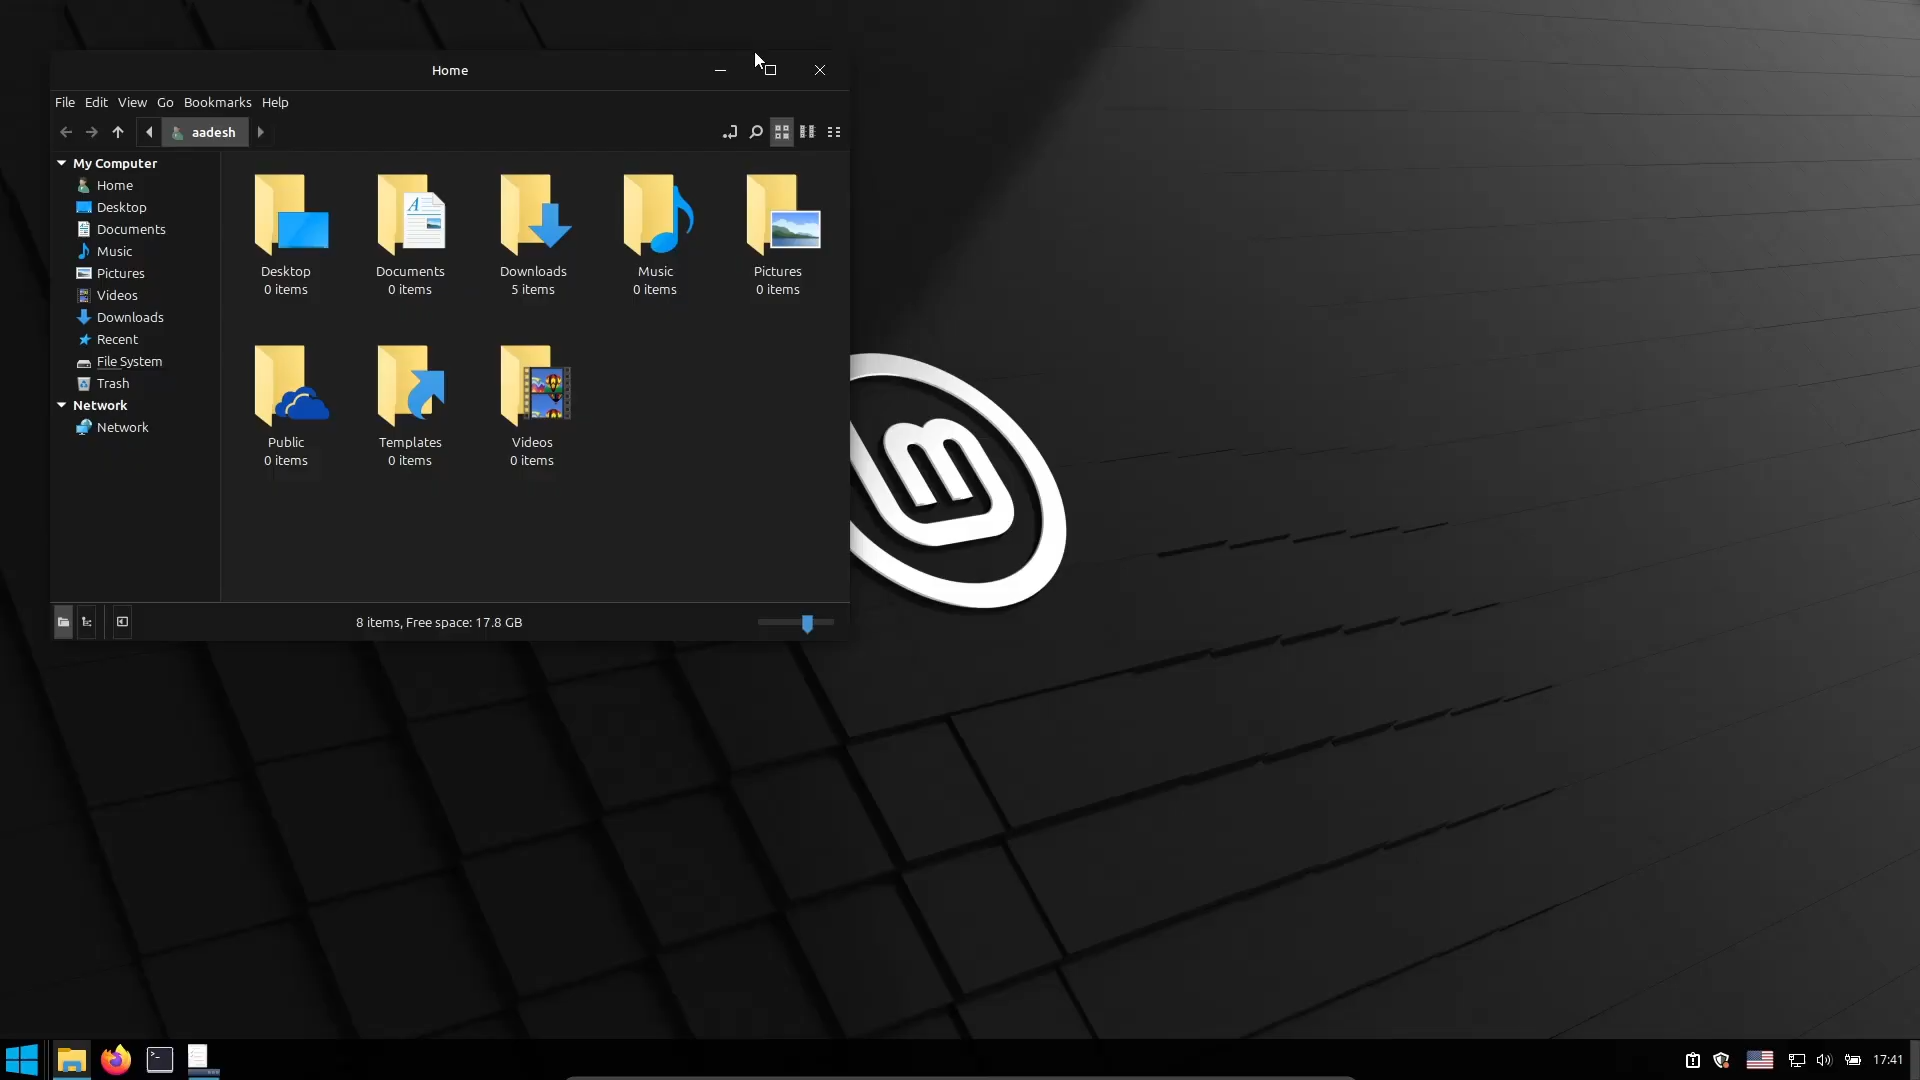 Home
File Edit View Go Bookmarks Help
aadesh
My Computer
Home
Desktop
Documents
Music
Pictures
Videos
Downloads
Recent
File System
Trash
Network
Network
Desktop
0 items
Documents
0 items
Downloads
5 items
Music
0 items
Pictures
0 items
Public
0 items
Templates
0 items
Videos
0 items
8 items, Free space: 17.8 GB
17:41